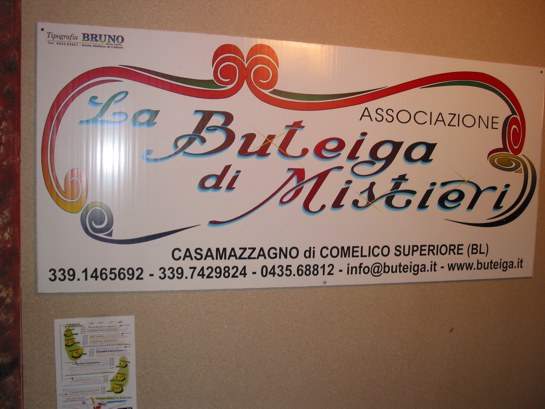 Tipografia BRUNO
ASSOCIAZIONE
La Buteiga
di Mistieri
CASAMAZZAGNO di COMELICO SUPERIORE (BL)
339.1465692 - 339.7429824 - 0435.68812 - info@buteiga.it - www.buteiga.it